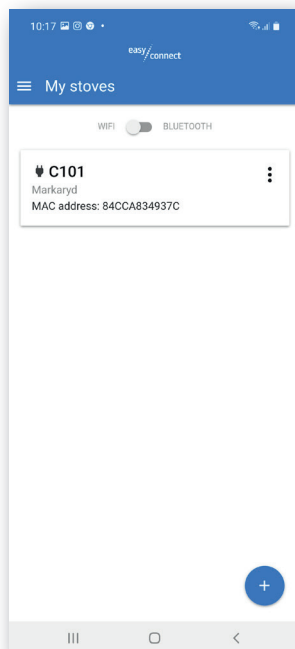 10:17
easy/connect
My stoves
WIFI BLUETOOTH
C101
Markaryd
MAC address: 84CCA834937C